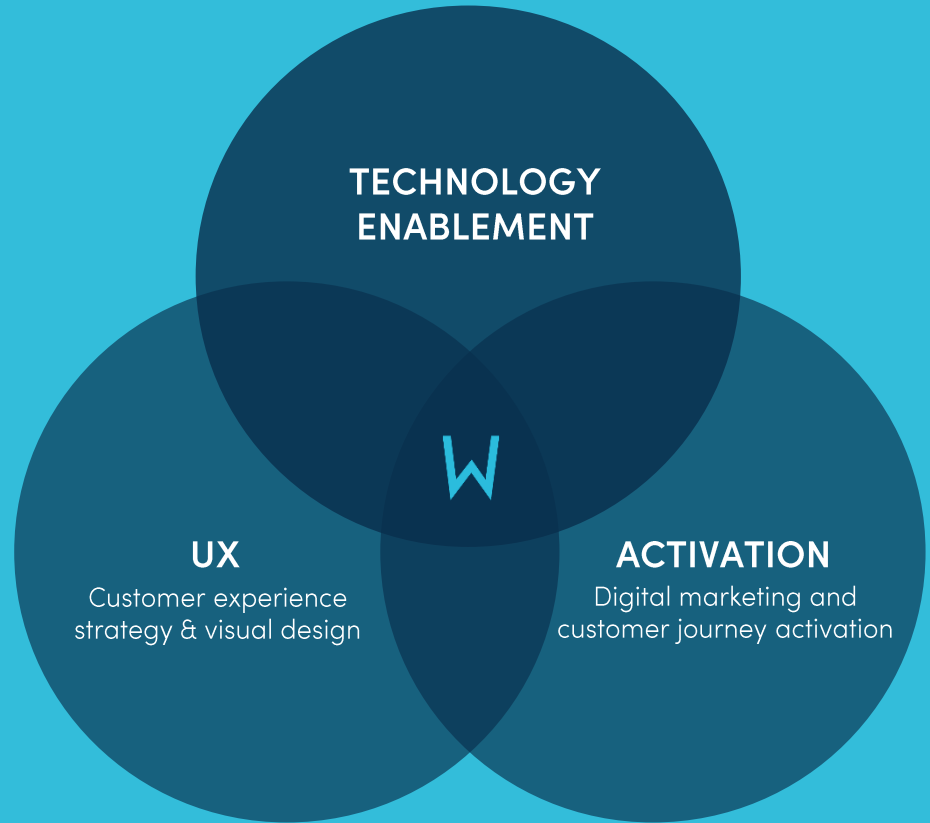 TECHNOLOGY
ENABLEMENT
W
UX
Customer experience
strategy & visual design
ACTIVATION
Digital marketing and
customer journey activation